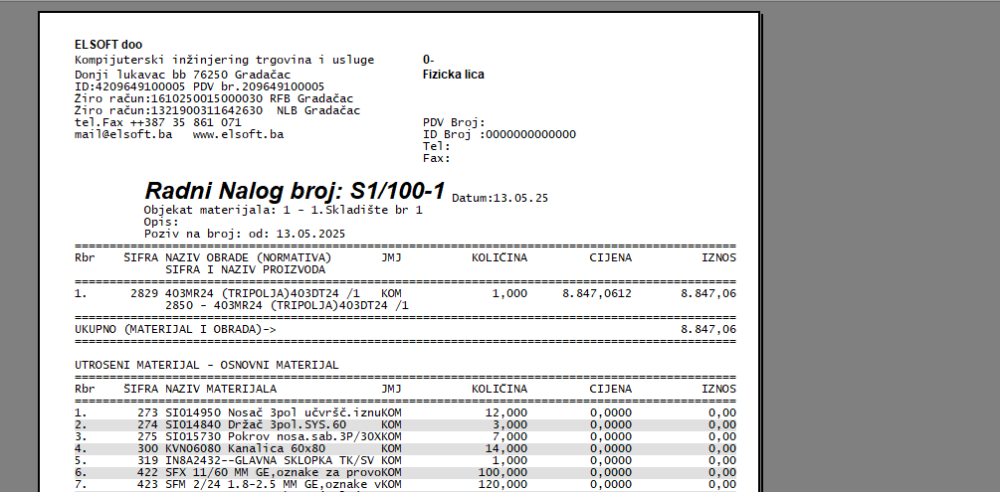 ELSOFT doo
Kompijuterski inžinjering trgovina i usluge 0-
Donji lukavac bb 76250 Gradačac Fizicka lica
ID:4209649100005 PDV br.209649100005
Žiro račun:1610250015000030 RFB Gradačac
Žiro račun:1321900311642630 NLB Gradačac
tel.Fax ++387 35 861 071 PDV Broj:
mail@elsoft.ba www.elsoft.ba ID Broj :0000000000000
Tel:
Fax:
Radni Nalog broj: S1/100-1 Datum:13.05.25
Objekat materijala: 1 - 1.Skladište br 1
Opis:
Poziv na broj: od: 13.05.2025
Rbr ŠIFRA NAZIV OBRADE (NORMATIVA) JMJ KOLIČINA CIJENA IZNOS
SIFRA I NAZIV PROIZVODA
1. 2829 403MR24 (TRIPOLJA)403DT24 /1 KOM 1,000 8.847,0612 8.847,06
2850 - 403MR24 (TRIPOLJA)403DT24 /1
UKUPNO (MATERIJAL I OBRADA)-> 8.847,06
UTROSENI MATERIJAL - OSNOVNI MATERIJAL
Rbr ŠIFRA NAZIV MATERIJALA JMJ KOLIČINA CIJENA IZNOS
1. 273 SI014950 Nosač 3pol učvršč.iznuKOM 12,000 0,0000 0,00
2. 274 SI014840 Držač 3pol.SYS.60 KOM 3,000 0,0000 0,00
3. 275 SI015730 Pokrov nosa.sab.3P/30XKOM 7,000 0,0000 0,00
4. 300 KVN06080 Kanalica 60x80 KOM 14,000 0,0000 0,00
5. 319 IN8A2432--GLAVNA SKLOPKA TK/SV KOM 1,000 0,0000 0,00
6. 422 SFX 11/60 MM GE,oznake za provoKOM 100,000 0,0000 0,00
7. 423 SFM 2/24 1.8-2.5 MM GE,oznake vKOM 120,000 0,0000 0,00